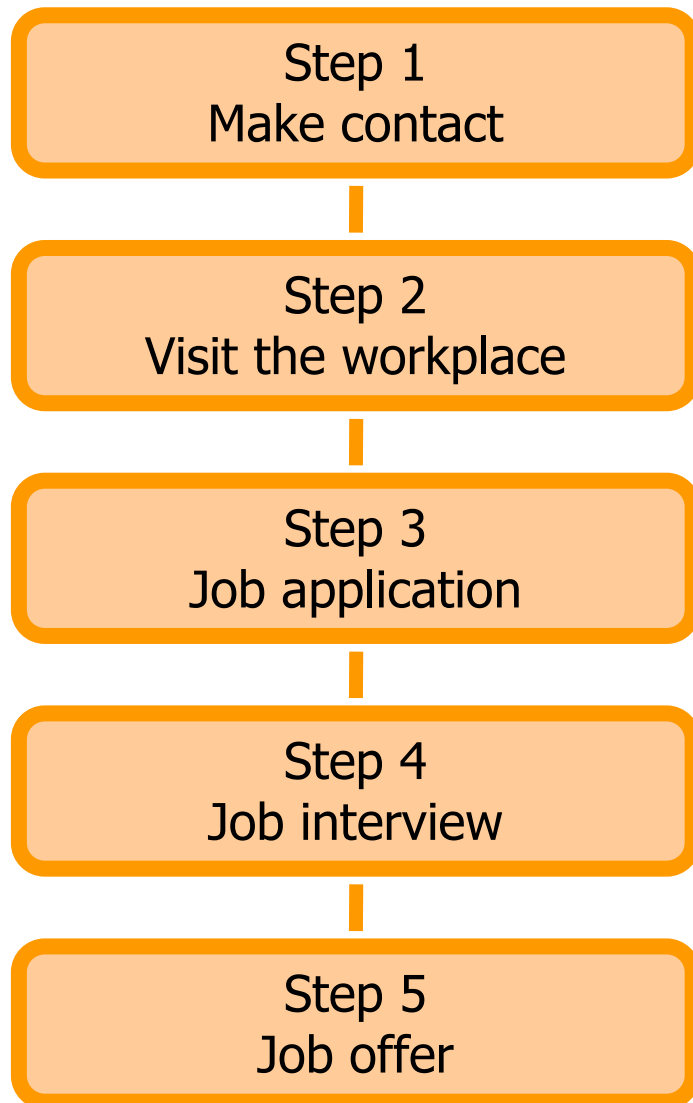 Step 1
Make contact
Step 2
Visit the workplace
Step 3
Job application
Step 4
Job interview
Step 5
Job offer